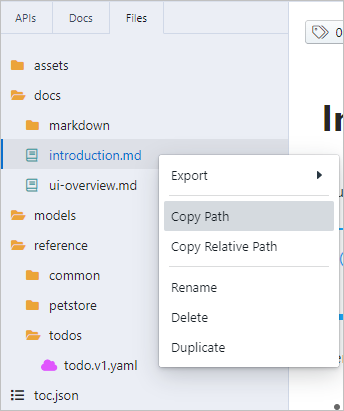 APIs Docs Files
0
assets
docs
markdown
introduction.md
ui-overview.md
models
reference
common
petstore
todos
todo.v1.yaml
toc.json
Export
Copy Path
Copy Relative Path
Rename
Delete
Duplicate
In